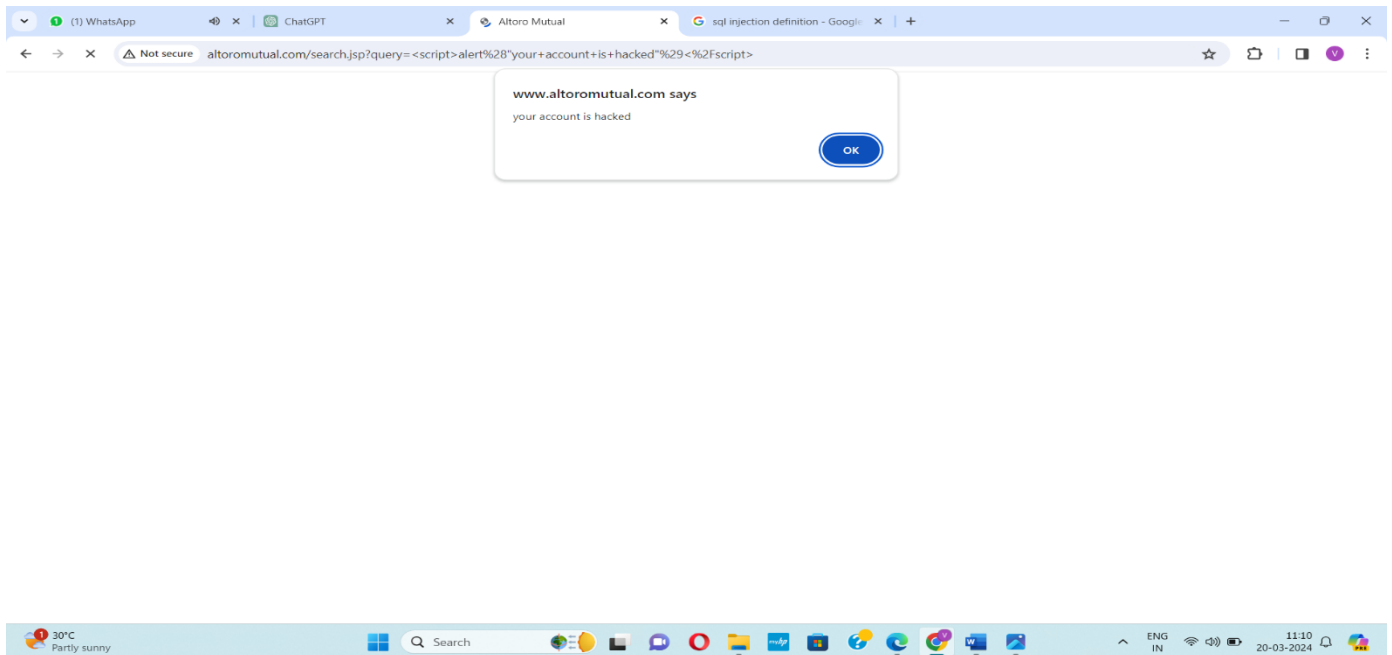 (1) WhatsApp
ChatGPT
Altoro Mutual
sql injection definition - Google
Not secure altoromutual.com/search.jsp?query=<script>alert%28"your+account+is+hacked"%29<%2Fscript>
V
www.altoromutual.com says
your account is hacked
OK
1
30°C
Partly sunny
Search
ENG
IN
11:10
20-03-2024